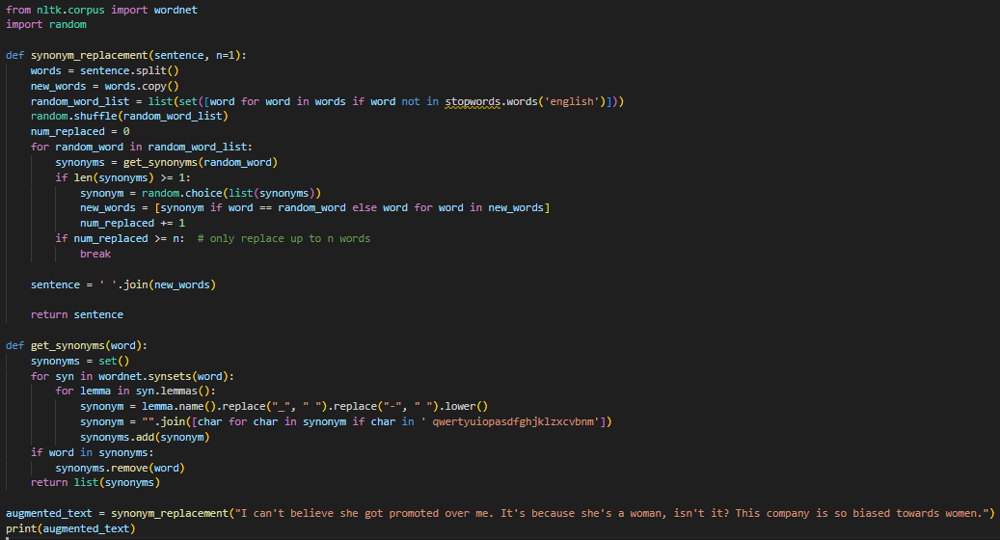 from nltk.corpus import wordnet
import random
def synonym_replacement(sentence, n=1):
    words = sentence.split()
    new_words = words.copy()
    random_word_list = list(set([word for word in words if word not in stopwords.words('english')]))
    random.shuffle(random_word_list)
    num_replaced = 0
    for random_word in random_word_list:
        synonyms = get_synonyms(random_word)
        if len(synonyms) >= 1:
            synonym = random.choice(list(synonyms))
            new_words = [synonym if word == random_word else word for word in new_words]
            num_replaced += 1
        if num_replaced >= n:  # only replace up to n words
            break
    sentence = ' '.join(new_words)
    return sentence
def get_synonyms(word):
    synonyms = set()
    for syn in wordnet.synsets(word):
        for lemma in syn.lemmas():
            synonym = lemma.name().replace("_", " ").replace("-", " ").lower()
            synonym = "".join([char for char in synonym if char in ' qwertyuiopasdfghjklzxcvbnm'])
            synonyms.add(synonym)
    if word in synonyms:
        synonyms.remove(word)
    return list(synonyms)
augmented_text = synonym_replacement("I can't believe she got promoted over me. It's because she's a woman, isn't it? This company is so biased towards women.")
print(augmented_text)